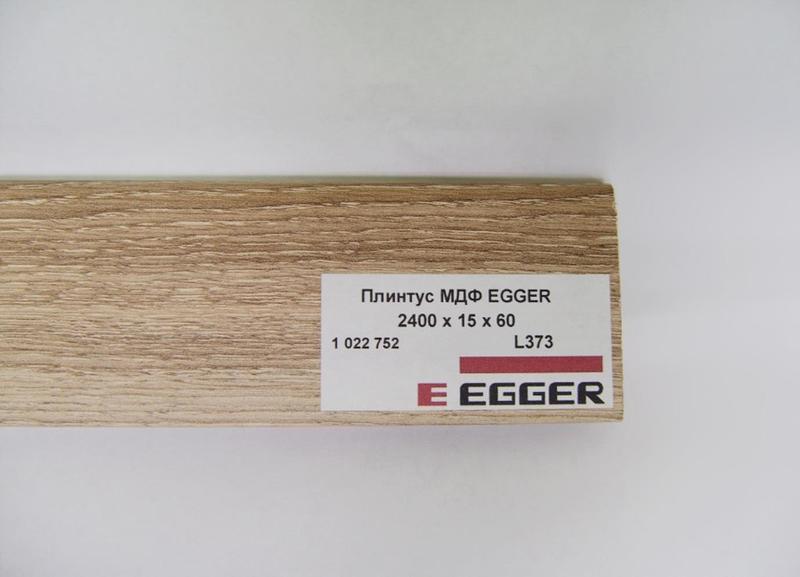 Плинтус МДФ EGGER
2400 x 15 x 60
1 022 752 L373
E EGGER